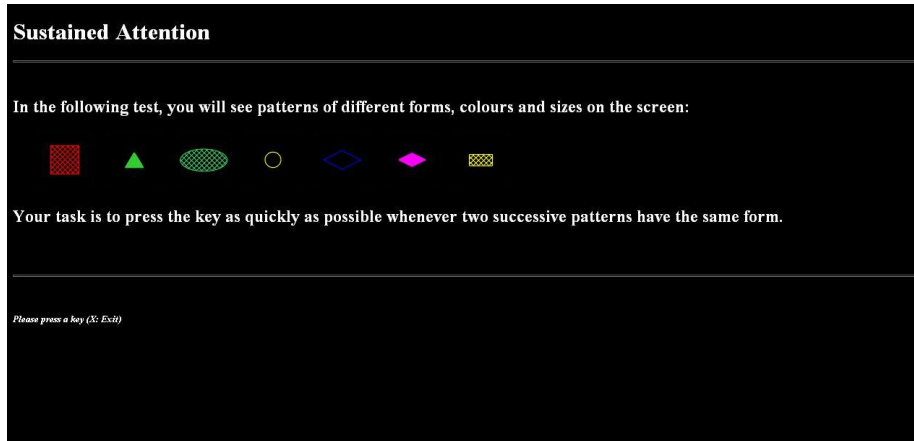 Sustained Attention
In the following test, you will see patterns of different forms, colours and sizes on the screen:
Your task is to press the key as quickly as possible whenever two successive patterns have the same form.
Please press a key (X: Exit)